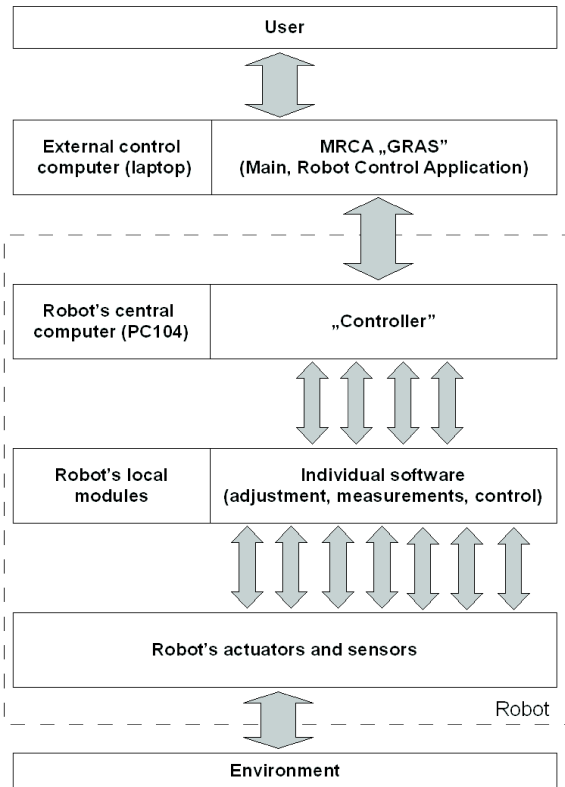 User
External control
computer (laptop)
MRCA „GRAS”
(Main, Robot Control Application)
Robot's central
computer (PC104)
„Controller”
Robot's local
modules
Individual software
(adjustment, measurements, control)
Robot's actuators and sensors
Robot
Environment